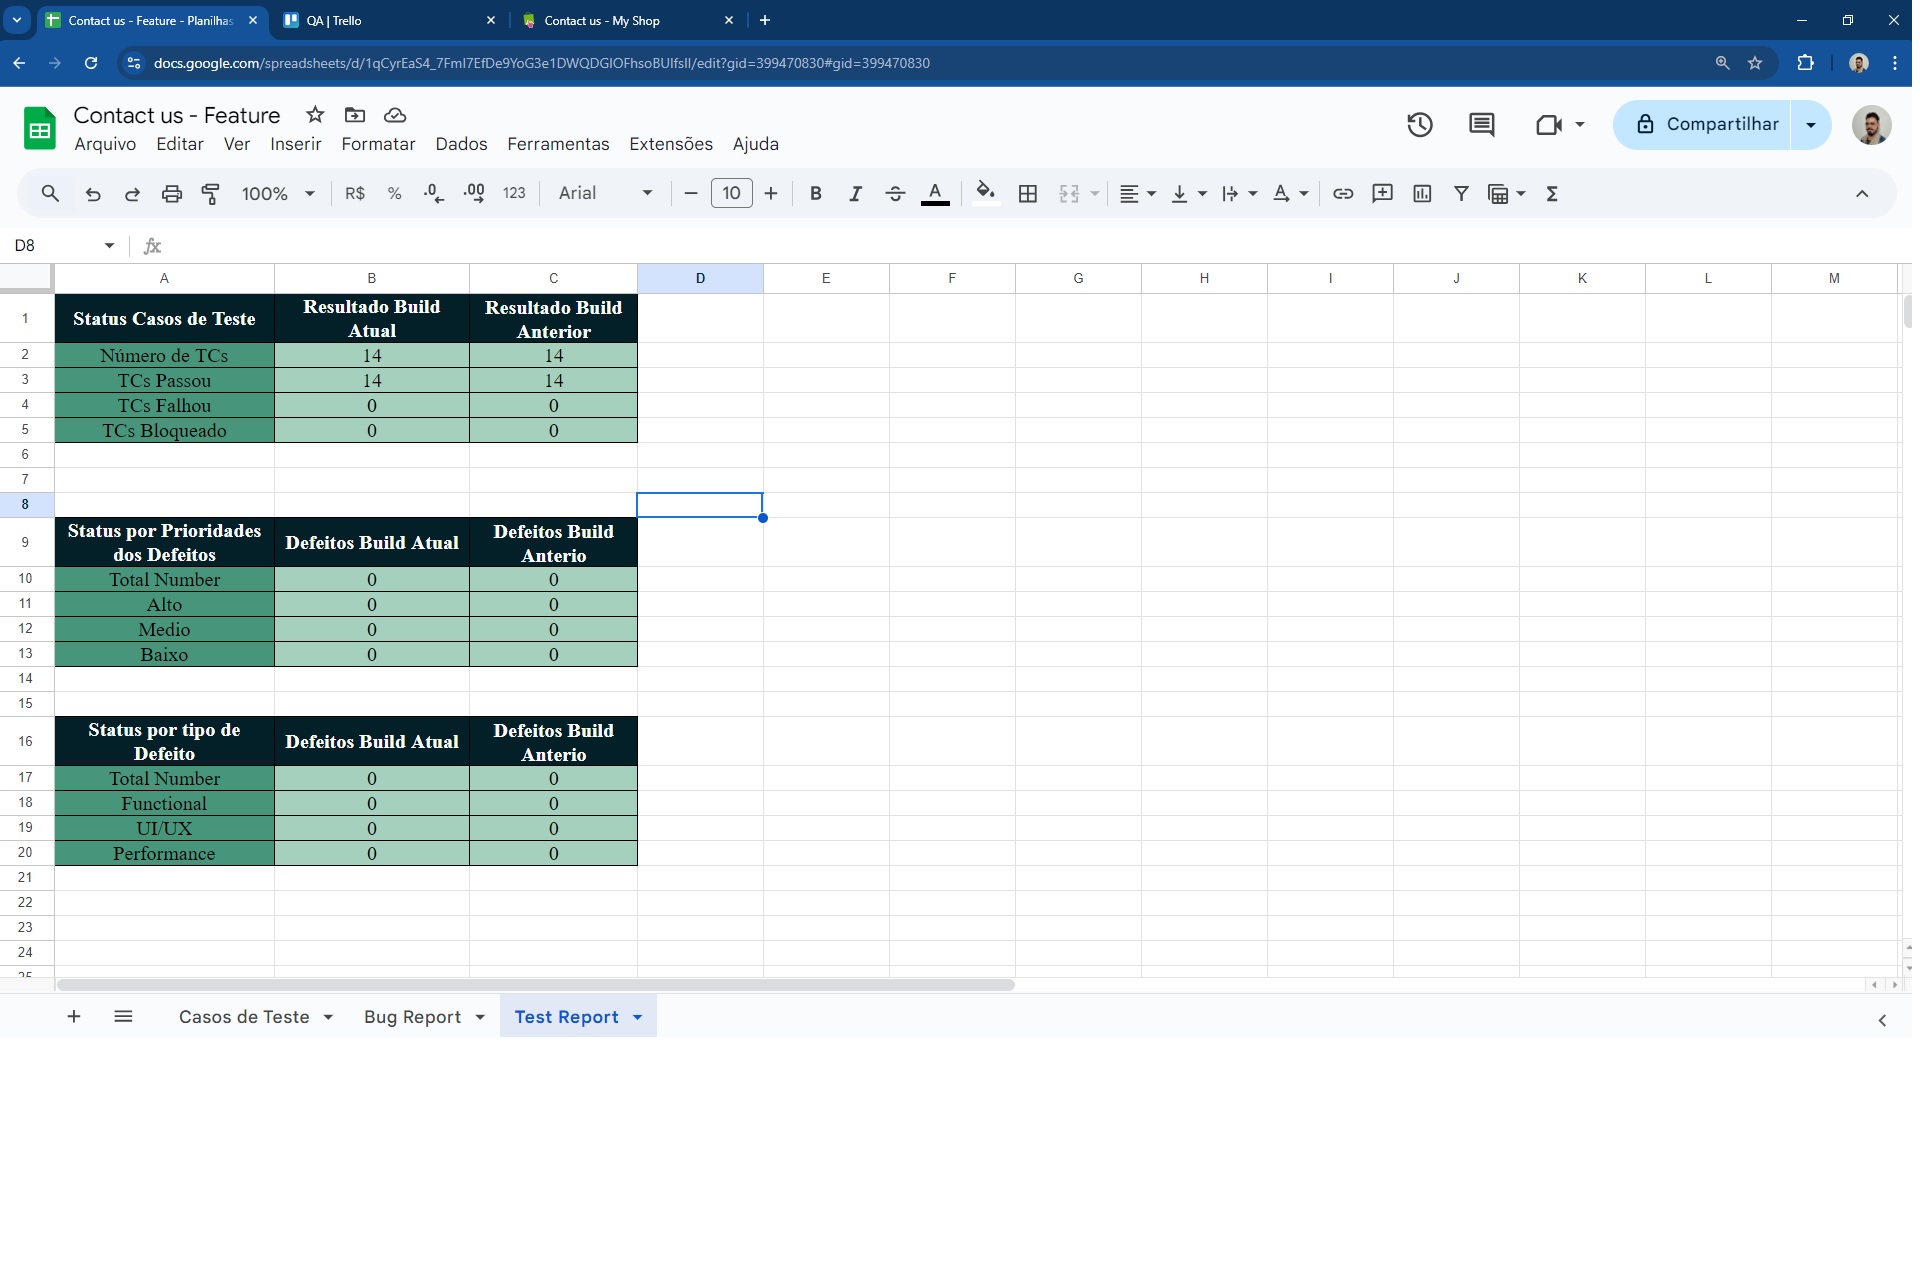 Contact us - Feature - Planilhas
QA | Trello
Contact us - My Shop
docs.google.com/spreadsheets/d/1qCyrEaS4_7FmI7EfDe9YoG3e1DWQDGIOFhsoBUIfsII/edit?gid=399470830#gid=399470830
Contact us - Feature
Arquivo Editar Ver Inserir Formatar Dados Ferramentas Extensões Ajuda
Compartilhar
100% R$ % .0 .00 123 Arial 10 B I S A
D8 fx
A B C D E F G H I J K L M
1 Status Casos de Teste Resultado Build Atual Resultado Build Anterior
2 Número de TCs 14 14
3 TCs Passou 14 14
4 TCs Falhou 0 0
5 TCs Bloqueado 0 0
6
7
8
9 Status por Prioridades dos Defeitos Defeitos Build Atual Defeitos Build Anterio
10 Total Number 0 0
11 Alto 0 0
12 Medio 0 0
13 Baixo 0 0
14
15
16 Status por tipo de Defeito Defeitos Build Atual Defeitos Build Anterio
17 Total Number 0 0
18 Functional 0 0
19 UI/UX 0 0
20 Performance 0 0
21
22
23
24
25
Casos de Teste Bug Report Test Report